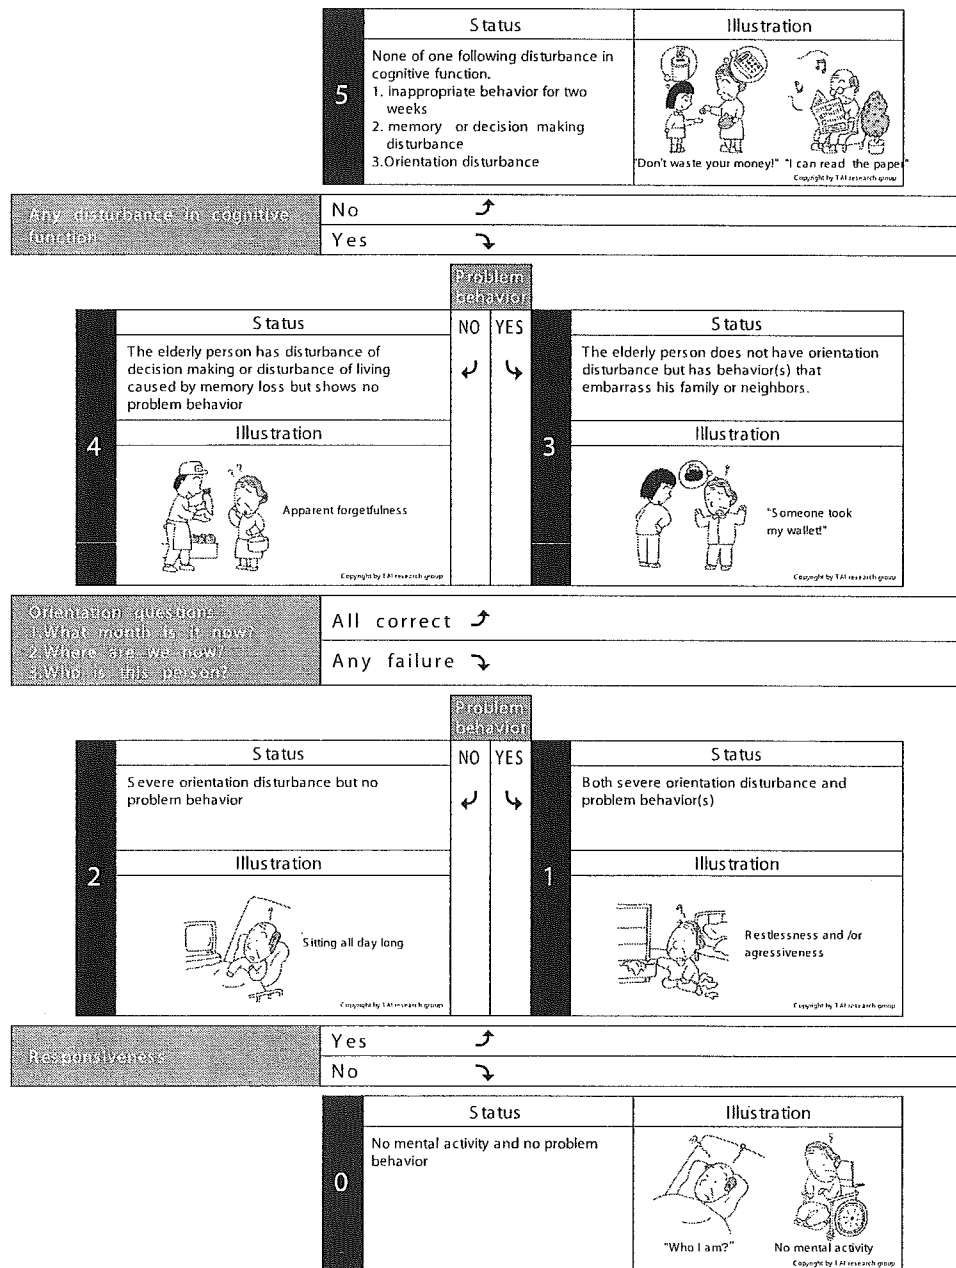 Status
Illustration
5
None of one following disturbance in
cognitive function.
1. inappropriate behavior for two
weeks
2. memory or decision making
disturbance
3.Orientation disturbance
"Don't waste your money!" "I can read the paper"
Copyright by TAI research group
Any disturbance in cognitive
function
No
Yes
Problem
behavior
NO YES
4
Status
The elderly person has disturbance of
decision making or disturbance of living
caused by memory loss but shows no
problem behavior
Illustration
? ?
Apparent forgetfulness
Copyright by TAI research group
3
Status
The elderly person does not have orientation
disturbance but has behavior(s) that
embarrass his family or neighbors.
Illustration
"Someone took
my wallet!"
Copyright by TAI research group
Orientation questions
1.What month is it now?
2.Where are we now?
3.Who is this person?
All correct
Any failure
Problem
behavior
NO YES
2
Status
Severe orientation disturbance but no
problem behavior
Illustration
?
Sitting all day long
Copyright by TAI research group
1
Status
Both severe orientation disturbance and
problem behavior(s)
Illustration
?
Restlessness and /or
agressiveness
Copyright by TAI research group
Responsiveness
Yes
No
0
Status
Illustration
No mental activity and no problem
behavior
?
"Who I am?"
No mental activity
Copyright by TAI research group